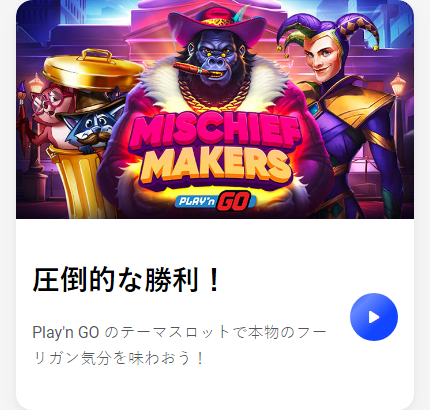 MISCHIEF
MAKERS
PLAY'n GO
圧倒的な勝利！
Play'n GO のテーマスロットで本物のフー
リガン気分を味わおう！